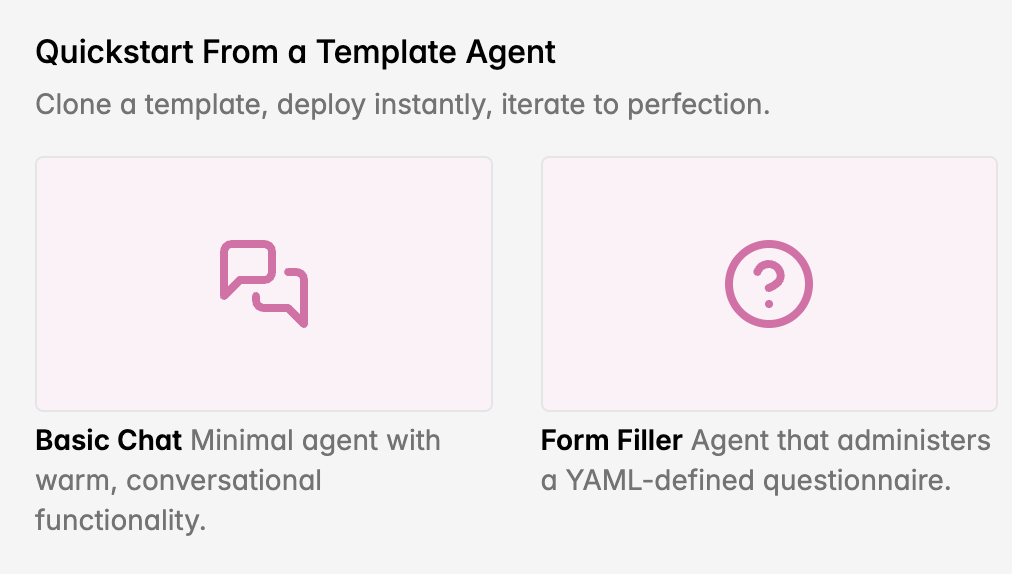 Quickstart From a Template Agent
Clone a template, deploy instantly, iterate to perfection.
Basic Chat Minimal agent with
warm, conversational
functionality.
Form Filler Agent that administers
a YAML-defined questionnaire.